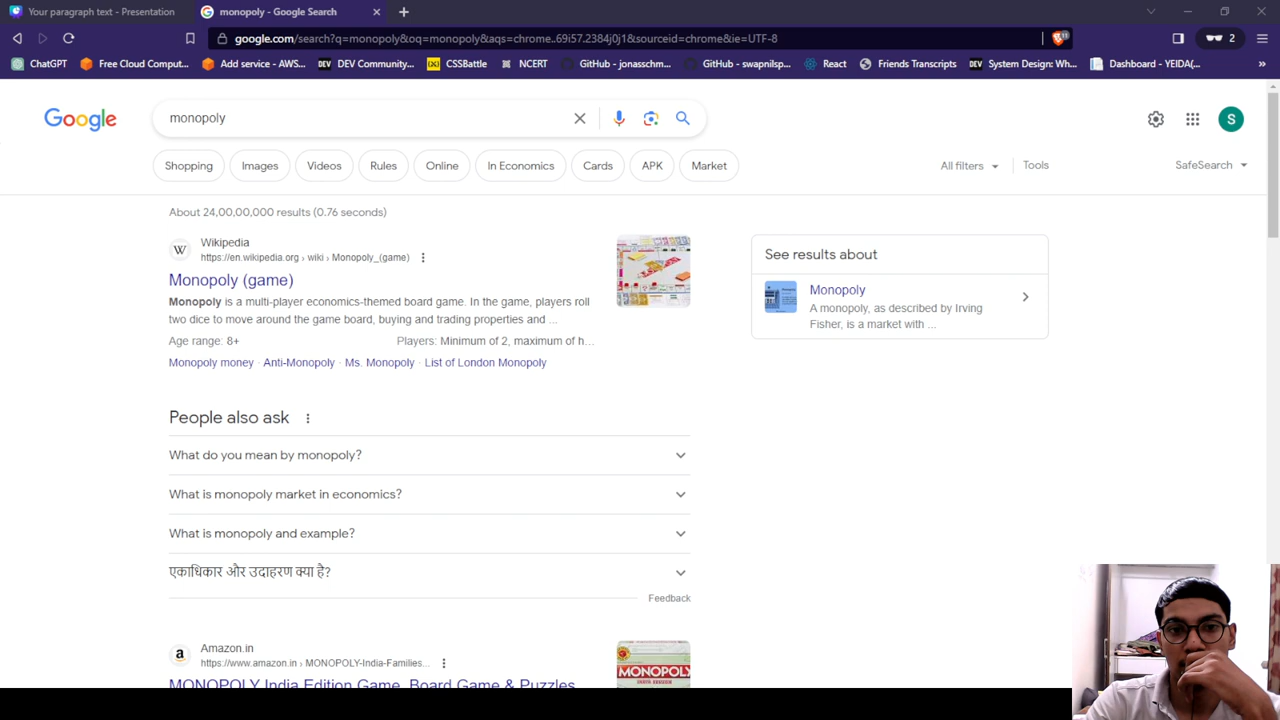 Your paragraph text - Presentation
monopoly - Google Search
google.com/search?q=monopoly&oq=monopoly&aqs=chrome..69i57.2384j0j1&sourceid=chrome&ie=UTF-8
11
2
ChatGPT
Free Cloud Comput...
Add service - AWS...
DEV Community...
CSSBattle
NCERT
GitHub - jonasschm...
GitHub - swapnilsp...
React
Friends Transcripts
System Design: Wh...
Dashboard - YEIDA(...
Google
monopoly
S
Shopping
Images
Videos
Rules
Online
In Economics
Cards
APK
Market
All filters
Tools
SafeSearch
About 24,00,00,000 results (0.76 seconds)
W
Wikipedia
https://en.wikipedia.org › wiki › Monopoly_(game)
Monopoly (game)
Monopoly is a multi-player economics-themed board game. In the game, players roll
two dice to move around the game board, buying and trading properties and ...
Age range: 8+
Players: Minimum of 2, maximum of h...
Monopoly money · Anti-Monopoly · Ms. Monopoly · List of London Monopoly
See results about
Monopoly
A monopoly, as described by Irving
Fisher, is a market with ...
People also ask
What do you mean by monopoly?
What is monopoly market in economics?
What is monopoly and example?
एकाधिकार और उदाहरण क्या है?
Feedback
a
Amazon.in
https://www.amazon.in › MONOPOLY-India-Families...
MONOPOLY India Edition Game, Board Game & Puzzles
MONOPOLY